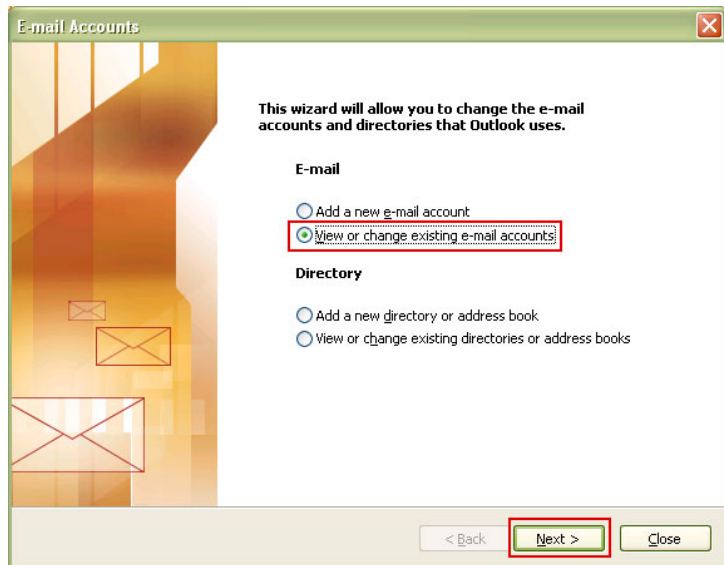 E-mail Accounts
This wizard will allow you to change the e-mail
accounts and directories that Outlook uses.
E-mail
Add a new e-mail account
View or change existing e-mail accounts
Directory
Add a new directory or address book
View or change existing directories or address books
< Back Next > Close